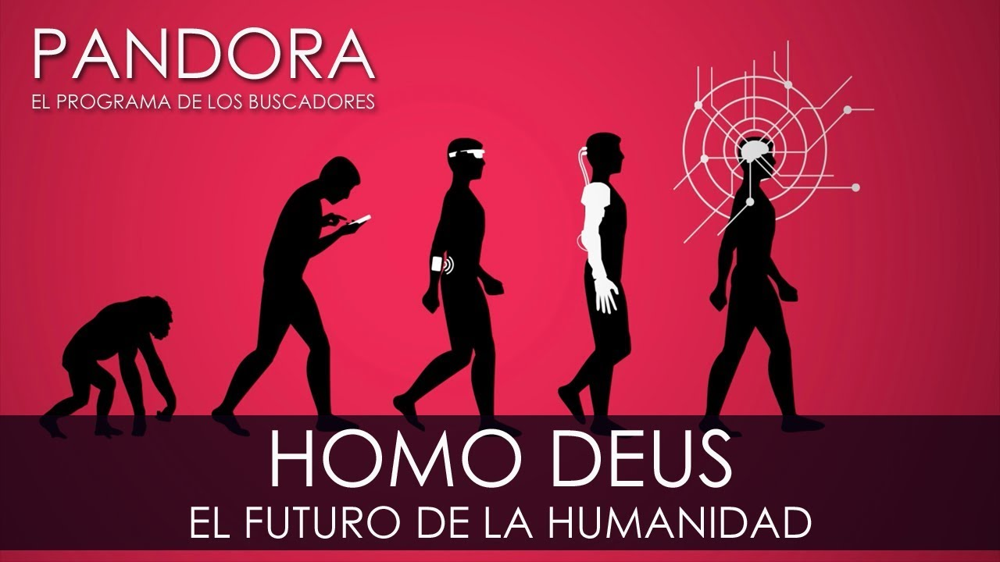 PANDORA
EL PROGRAMA DE LOS BUSCADORES
HOMO DEUS
EL FUTURO DE LA HUMANIDAD